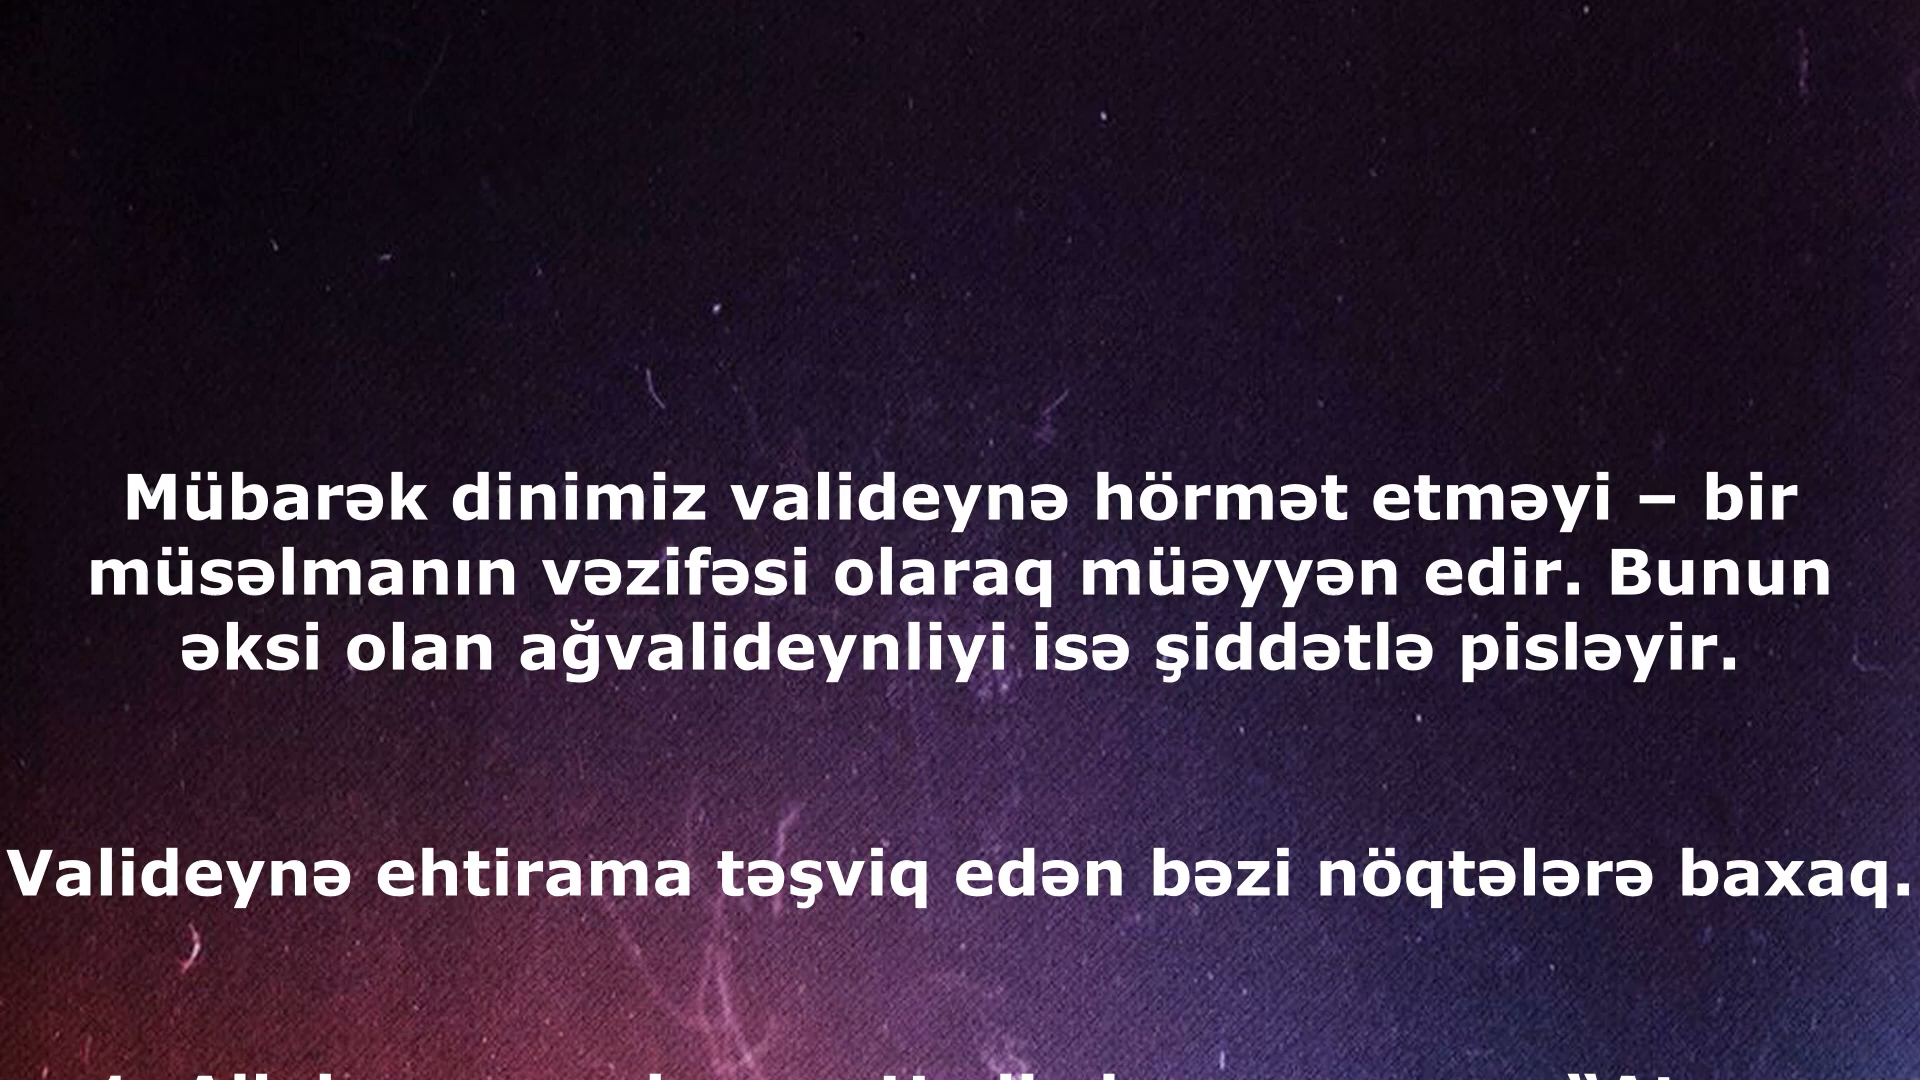 Mübarək dinimiz valideynə hörmət etməyi – bir
müsəlmanın vəzifəsi olaraq müəyyən edir. Bunun
əksi olan ağvalideynliyi isə şiddətlə pisləyir.
Valideynə ehtirama təşviq edən bəzi nöqtələrə baxaq.